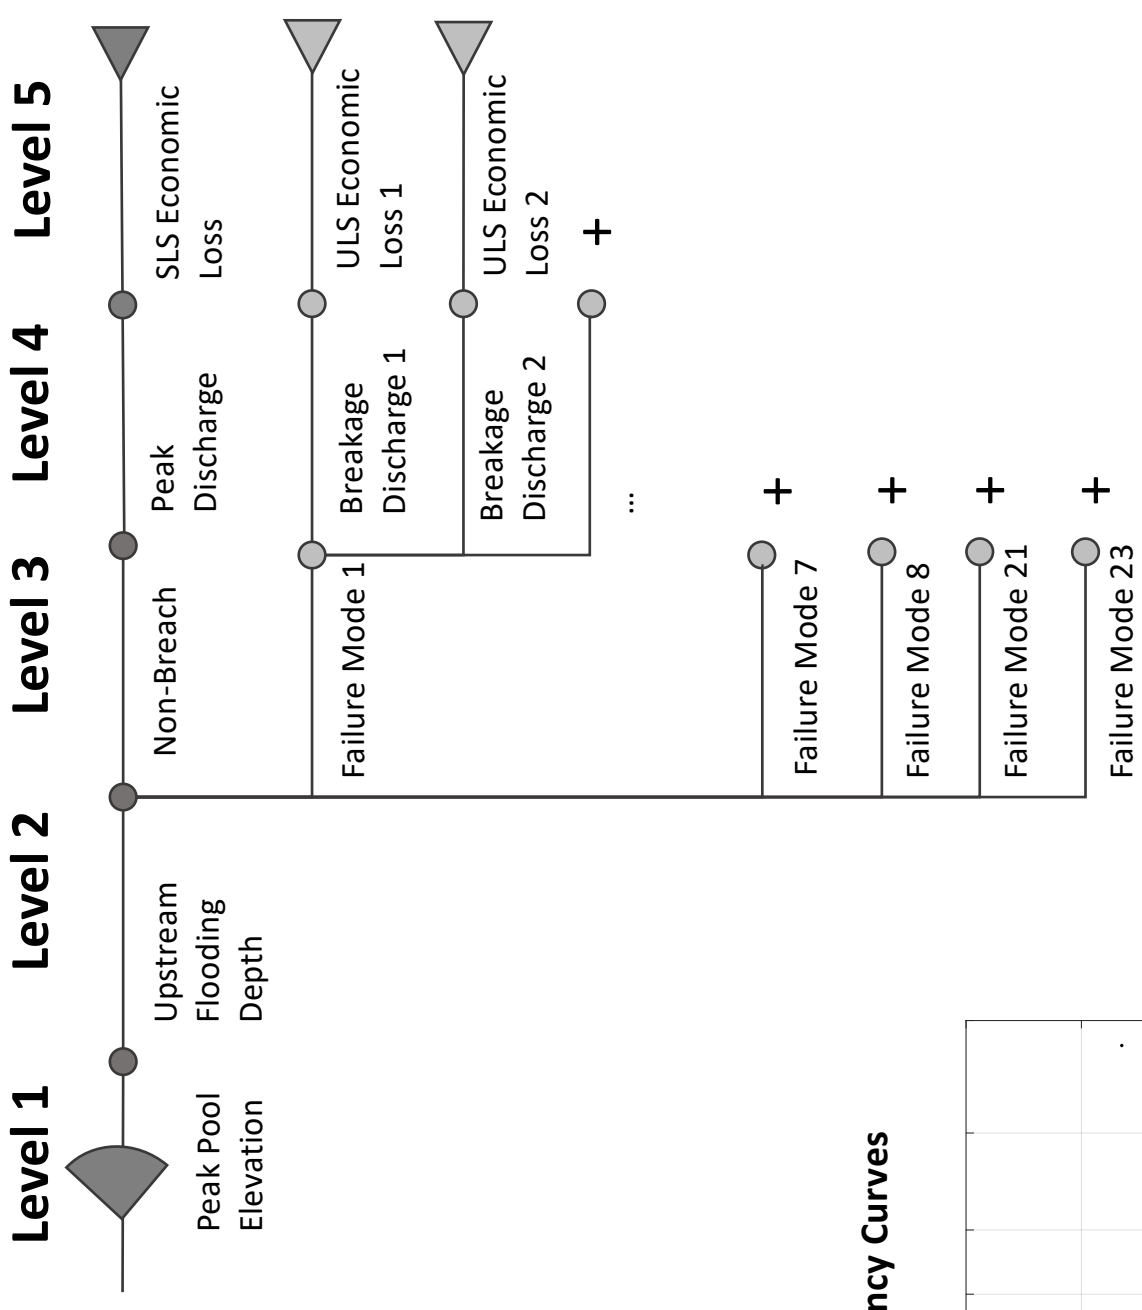 Level 1
Level 2
Level 3
Level 4
Level 5
Peak Pool
Elevation
Upstream
Flooding
Depth
Non-Breach
Peak
Discharge
SLS Economic
Loss
Failure Mode 1
Breakage
Discharge 1
ULS Economic
Loss 1
Breakage
Discharge 2
ULS Economic
Loss 2
+
...
Failure Mode 7
+
Failure Mode 8
+
Failure Mode 21
+
Failure Mode 23
+
ncy Curves